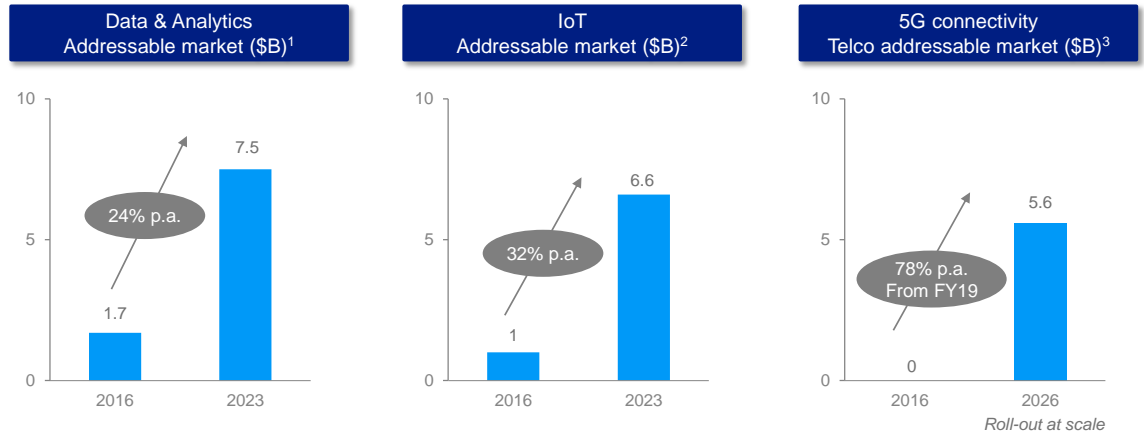 Data & Analytics
Addressable market ($B)¹
10
5
0
1.7
7.5
24% p.a.
2016
2023
IoT
Addressable market ($B)²
10
5
0
1
6.6
32% p.a.
2016
2023
5G connectivity
Telco addressable market ($B)³
10
5
0
0
5.6
78% p.a.
From FY19
2016
2026
Roll-out at scale